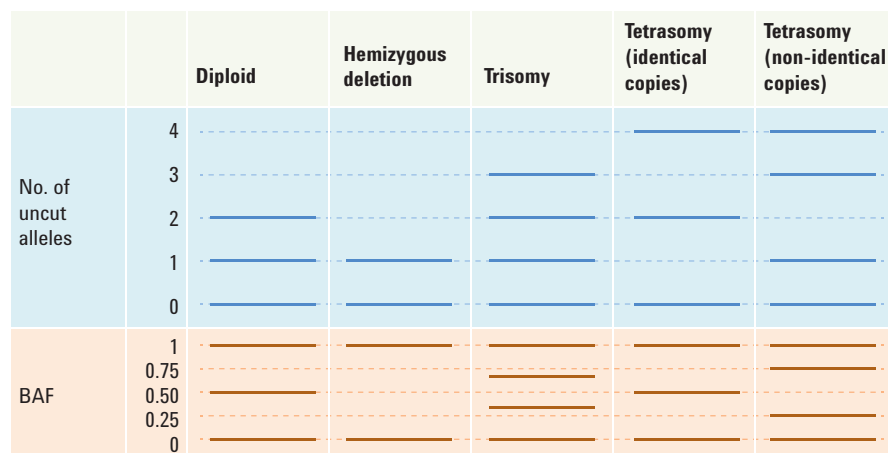 Diploid
Hemizygous
deletion
Trisomy
Tetrasomy
(identical
copies)
Tetrasomy
(non-identical
copies)
No. of
uncut
alleles
4
3
2
1
0
BAF
1
0.75
0.50
0.25
0